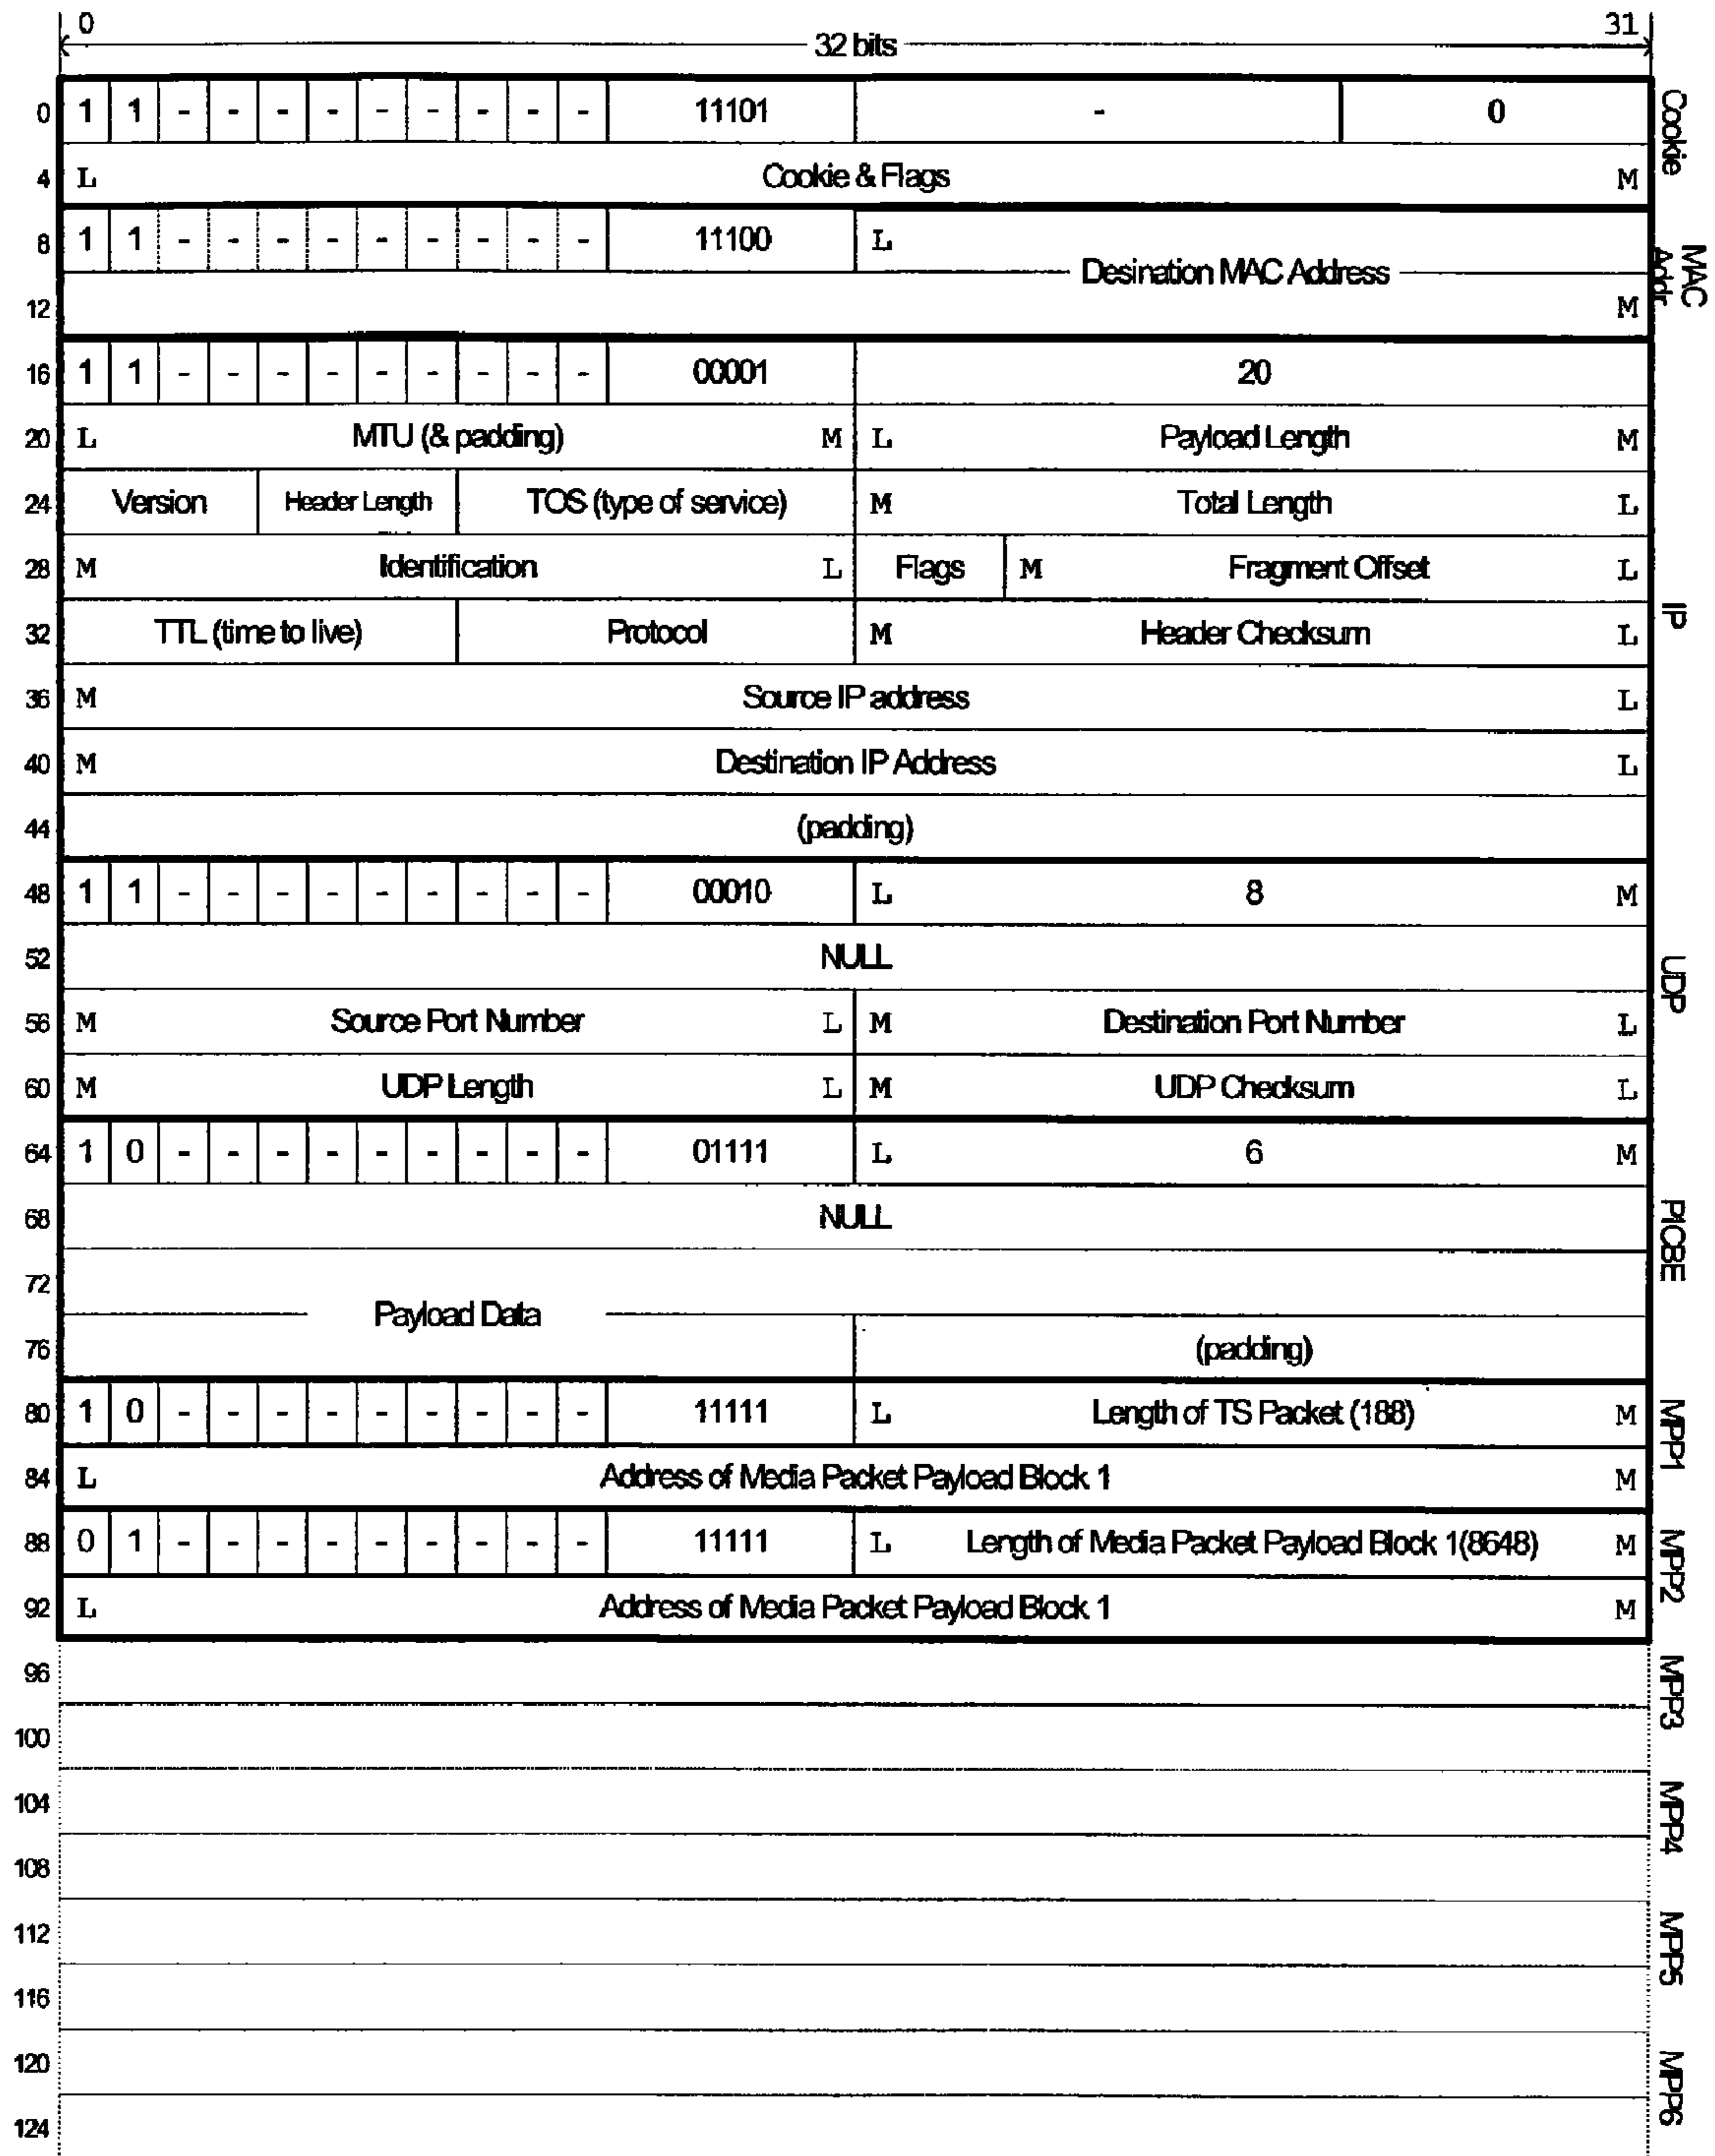 0 31
32 bits
0 1 1 - - - - - - - - - 11101 - 0
Cookie
4 L Cookie & Flags M
8 1 1 - - - - - - - - - 11100 L
Desination MAC Address
MAC
Addr
12 M
16 1 1 - - - - - - - - - 00001 20
20 L MTU (& padding) M L Payload Length M
24 Version Header Length TOS (type of service) M Total Length L
28 M Identification L Flags M Fragment Offset L
IP
32 TTL (time to live) Protocol M Header Checksum L
36 M Source IP address L
40 M Destination IP Address L
44 (padding)
48 1 1 - - - - - - - - - 00010 L 8 M
52 NULL
UDP
56 M Source Port Number L M Destination Port Number L
60 M UDP Length L M UDP Checksum L
64 1 0 - - - - - - - - - 01111 L 6 M
68 NULL
PICBE
72
Payload Data
76 (padding)
80 1 0 - - - - - - - - - 11111 L Length of TS Packet (188) M
MPP1
84 L Address of Media Packet Payload Block 1 M
88 0 1 - - - - - - - - - 11111 L Length of Media Packet Payload Block 1(8648) M
MPP2
92 L Address of Media Packet Payload Block 1 M
96
MPP3
100
104
MPP4
108
112
MPP5
116
120
MPP6
124